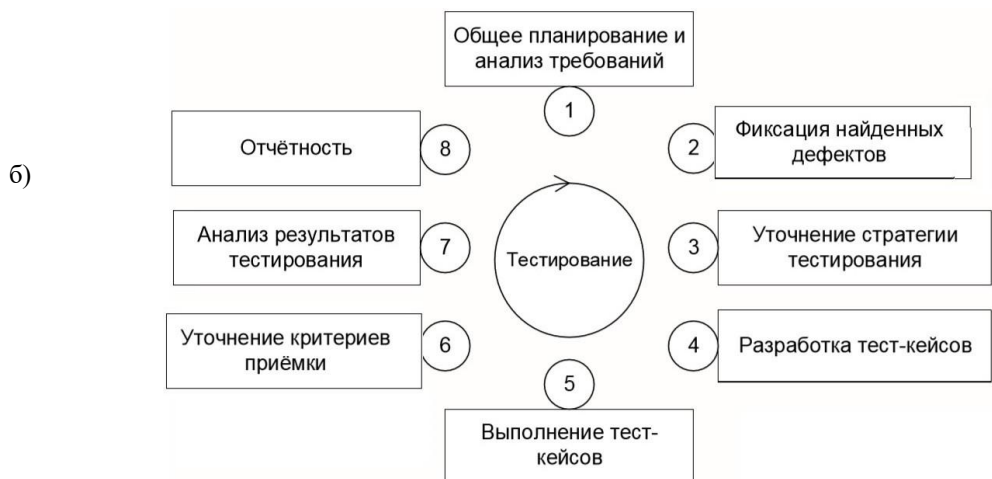 б)
Общее планирование и
анализ требований
1
2
Фиксация найденных
дефектов
3
Уточнение стратегии
тестирования
4
Разработка тест-кейсов
5
Выполнение тест-
кейсов
6
Уточнение критериев
приёмки
7
Анализ результатов
тестирования
8
Отчётность
Тестирование